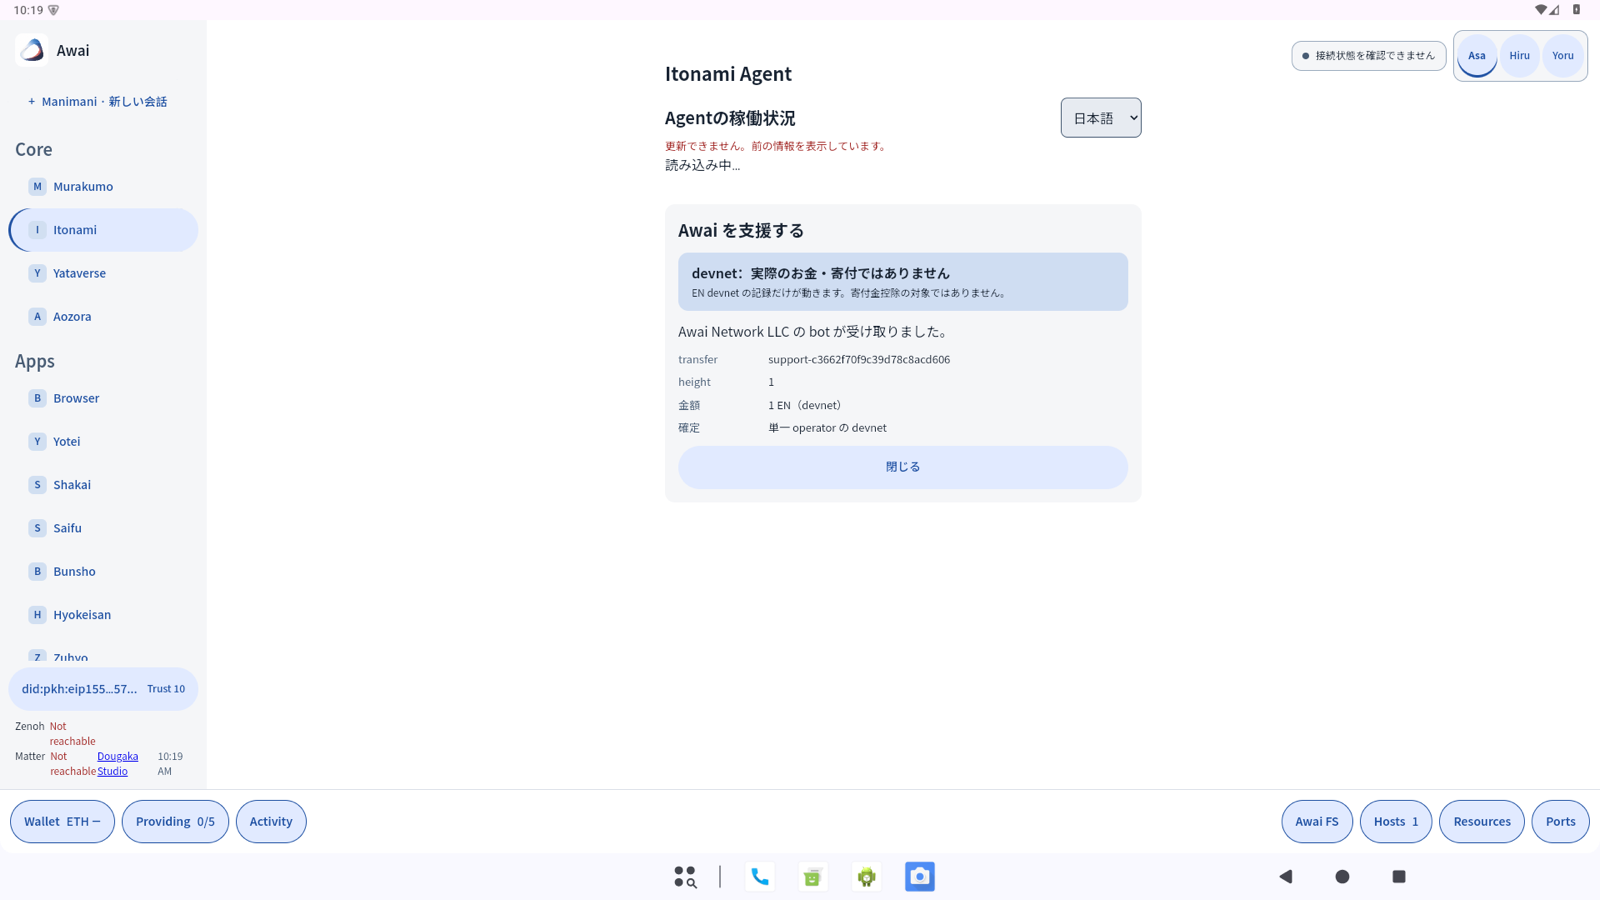 10:19
Awai
+ Manimani · 新しい会話
Core
M Murakumo
I Itonami
Y Yataverse
A Aozora
Apps
B Browser
Y Yotei
S Shakai
S Saifu
B Bunsho
H Hyokeisan
Z Zuhyo
did:pkh:eip155...57... Trust 10
Zenoh Not reachable
Matter Not reachable Dougaka Studio 10:19 AM
接続状態を確認できません
Asa Hiru Yoru
Itonami Agent
Agentの稼働状況
日本語
更新できません。前の情報を表示しています。
読み込み中...
Awai を支援する
devnet：実際のお金・寄付ではありません
EN devnet の記録だけが動きます。寄付金控除の対象ではありません。
Awai Network LLC の bot が受け取りました。
transfer support-c3662f70f9c39d78c8acd606
height 1
金額 1 EN（devnet）
確定 単一 operator の devnet
閉じる
Wallet ETH — Providing 0/5 Activity
Awai FS Hosts 1 Resources Ports